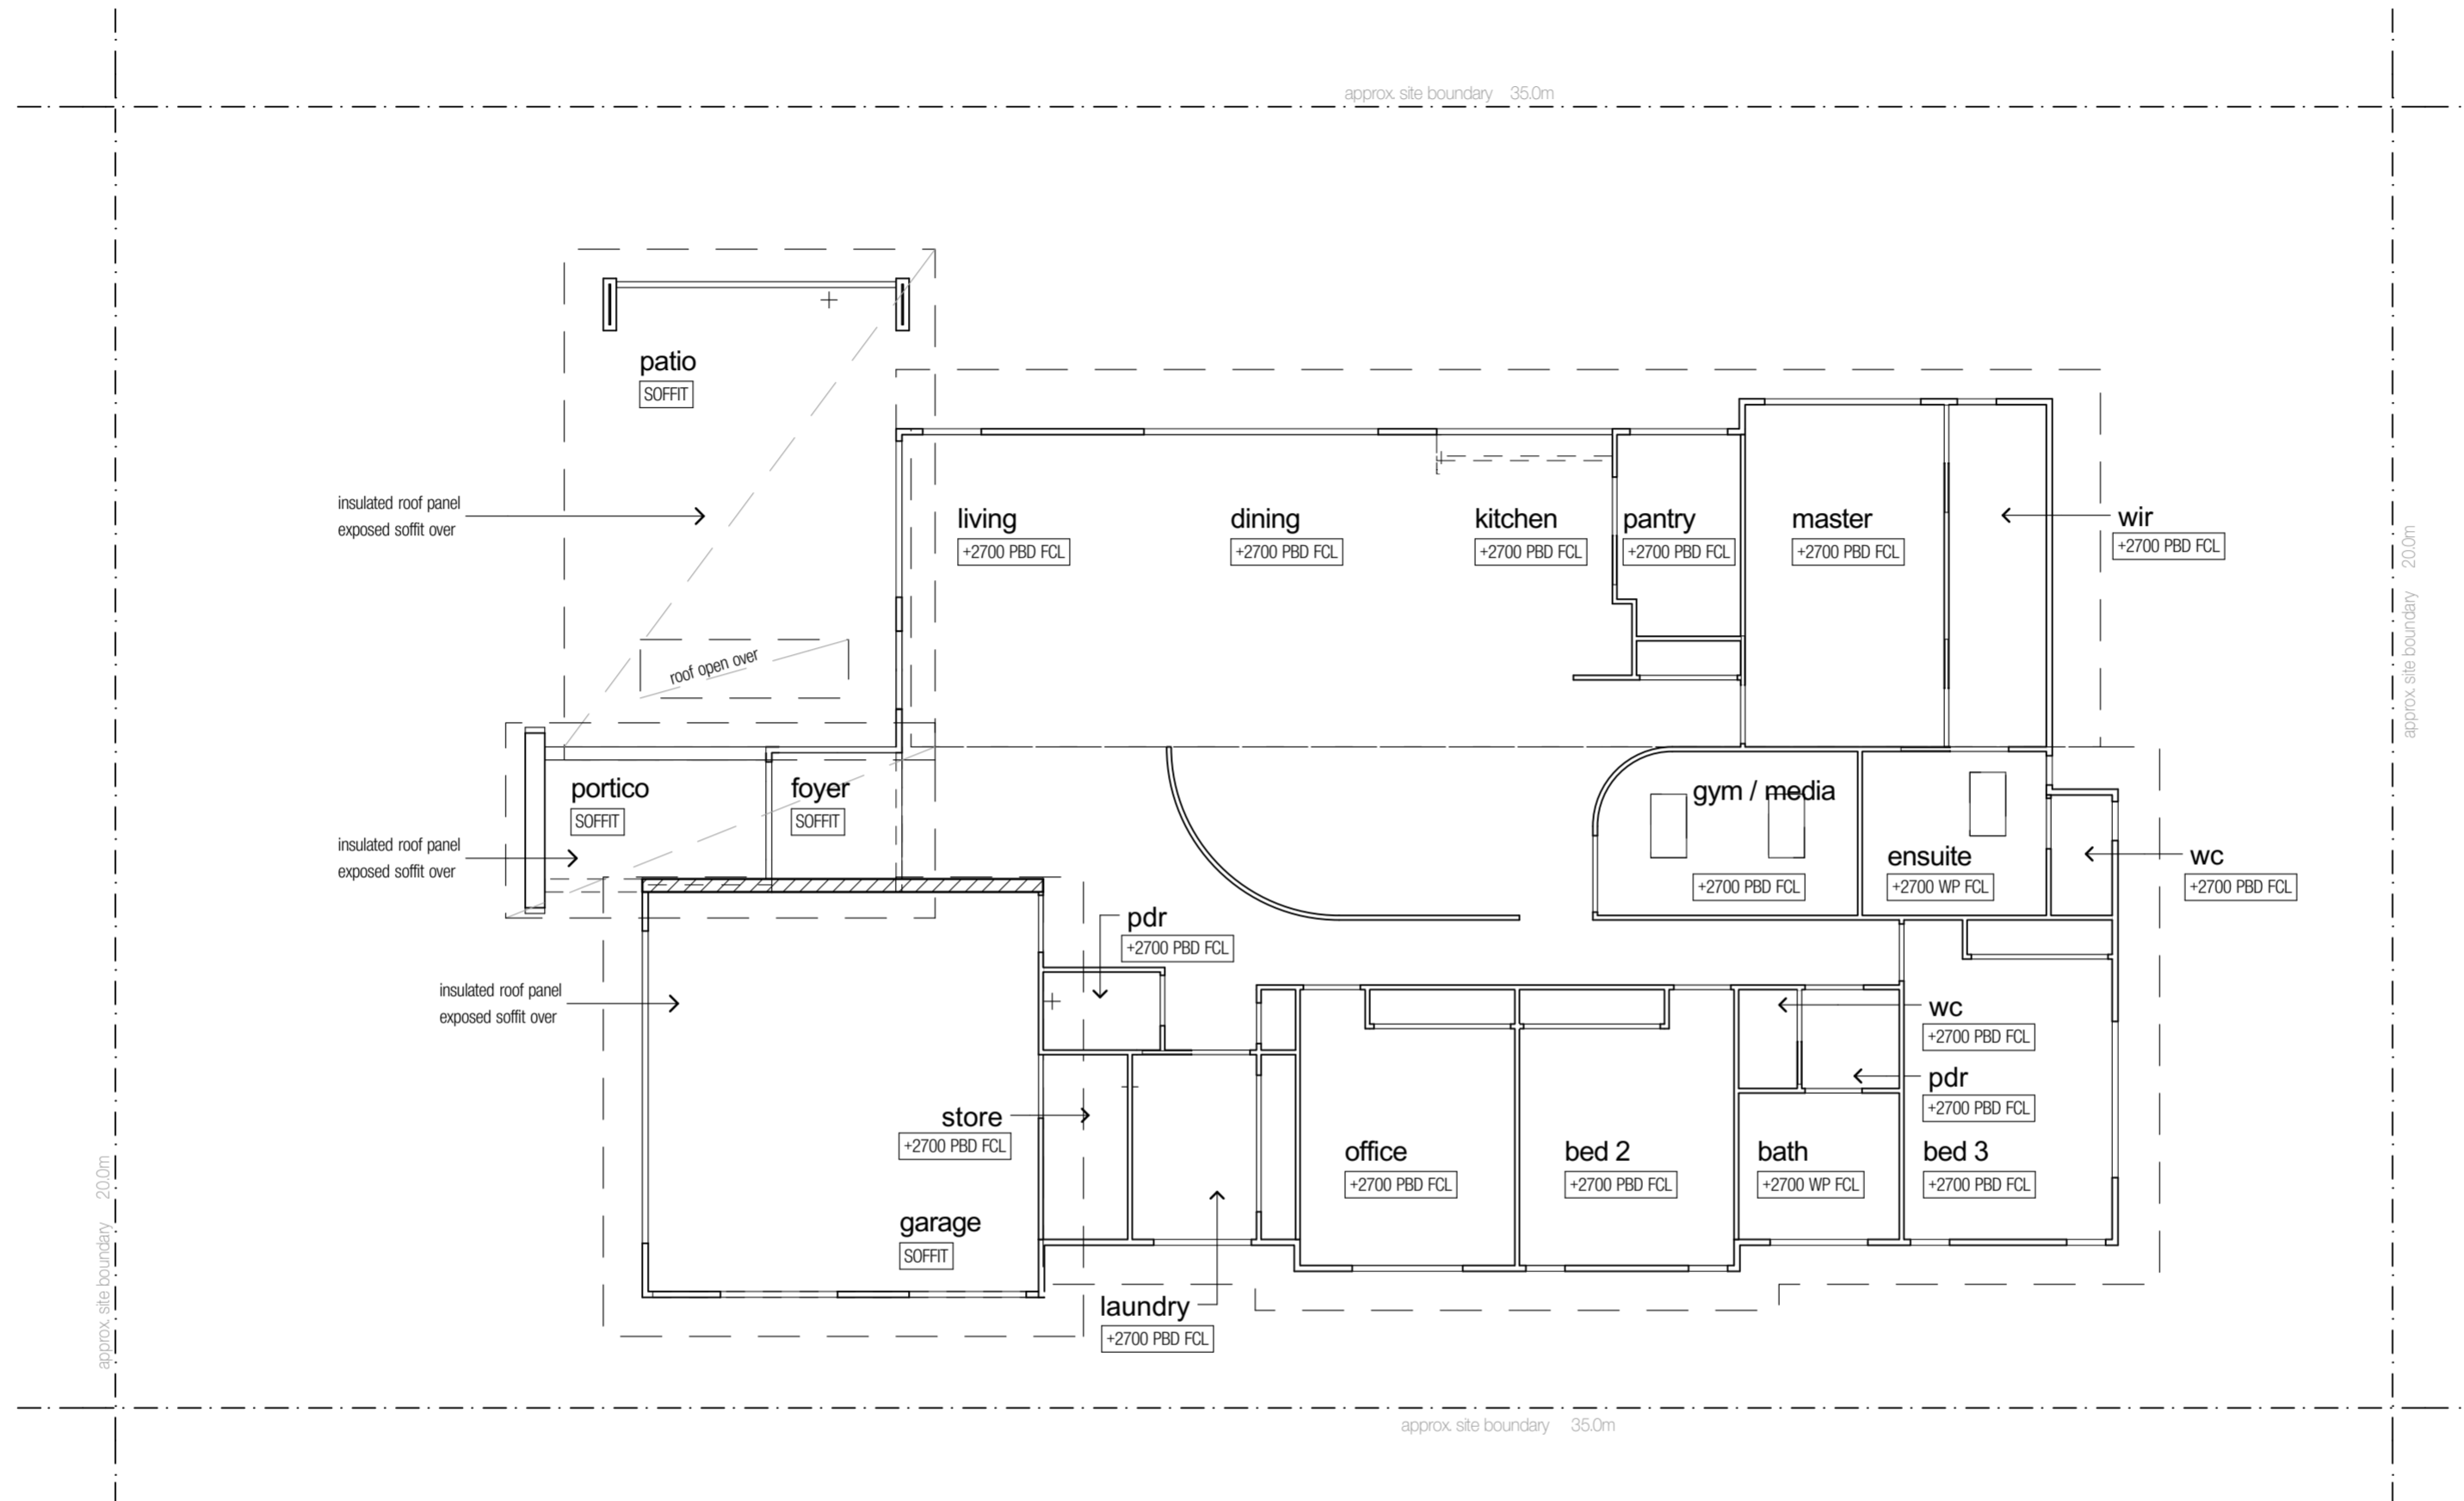 approx. site boundary 35.0m
patio
SOFFIT
insulated roof panel
exposed soffit over
living
+2700 PBD FCL
dining
+2700 PBD FCL
kitchen
+2700 PBD FCL
pantry
+2700 PBD FCL
master
+2700 PBD FCL
wir
+2700 PBD FCL
approx. site boundary 20.0m
roof open over
portico
SOFFIT
foyer
SOFFIT
insulated roof panel
exposed soffit over
gym / media
+2700 PBD FCL
ensuite
+2700 WP FCL
wc
+2700 PBD FCL
pdr
+2700 PBD FCL
insulated roof panel
exposed soffit over
wc
+2700 PBD FCL
pdr
+2700 PBD FCL
store
+2700 PBD FCL
office
+2700 PBD FCL
bed 2
+2700 PBD FCL
bath
+2700 WP FCL
bed 3
+2700 PBD FCL
garage
SOFFIT
laundry
+2700 PBD FCL
approx. site boundary 20.0m
approx. site boundary 35.0m